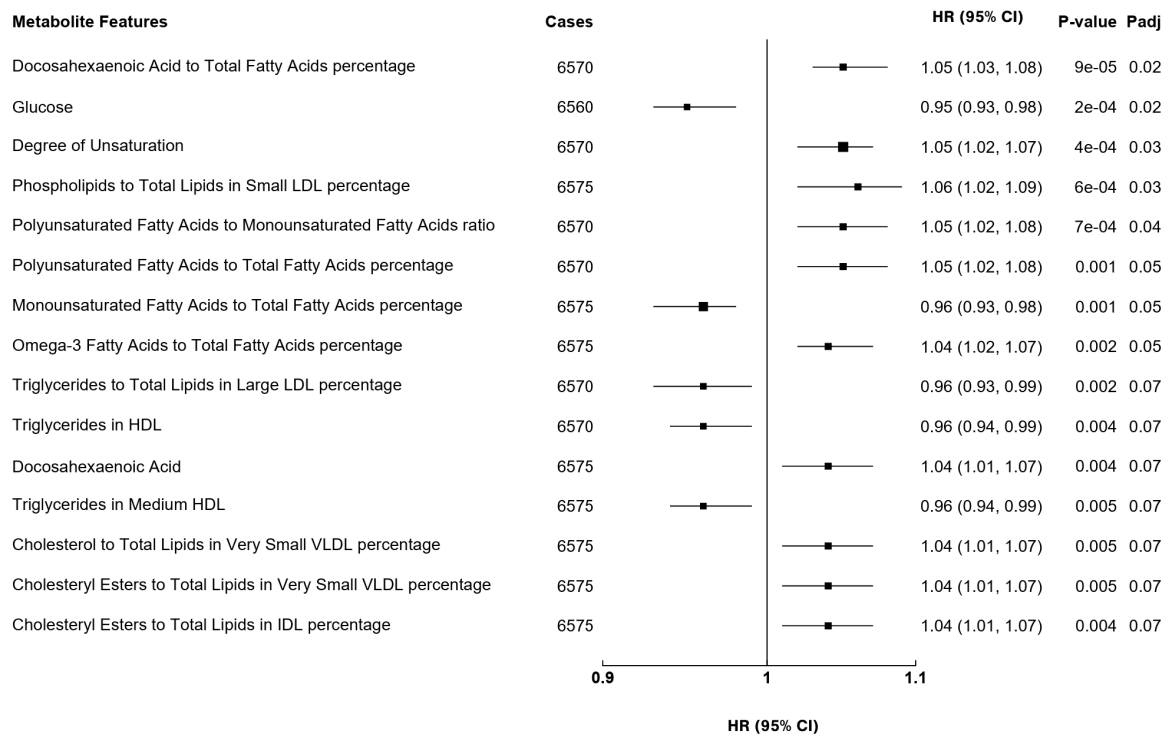 Metabolite Features Cases HR (95% CI) P-value Padj
Docosahexaenoic Acid to Total Fatty Acids percentage 6570 1.05 (1.03, 1.08) 9e-05 0.02
Glucose 6560 0.95 (0.93, 0.98) 2e-04 0.02
Degree of Unsaturation 6570 1.05 (1.02, 1.07) 4e-04 0.03
Phospholipids to Total Lipids in Small LDL percentage 6575 1.06 (1.02, 1.09) 6e-04 0.03
Polyunsaturated Fatty Acids to Monounsaturated Fatty Acids ratio 6570 1.05 (1.02, 1.08) 7e-04 0.04
Polyunsaturated Fatty Acids to Total Fatty Acids percentage 6570 1.05 (1.02, 1.08) 0.001 0.05
Monounsaturated Fatty Acids to Total Fatty Acids percentage 6575 0.96 (0.93, 0.98) 0.001 0.05
Omega-3 Fatty Acids to Total Fatty Acids percentage 6575 1.04 (1.02, 1.07) 0.002 0.05
Triglycerides to Total Lipids in Large LDL percentage 6570 0.96 (0.93, 0.99) 0.002 0.07
Triglycerides in HDL 6570 0.96 (0.94, 0.99) 0.004 0.07
Docosahexaenoic Acid 6575 1.04 (1.01, 1.07) 0.004 0.07
Triglycerides in Medium HDL 6575 0.96 (0.94, 0.99) 0.005 0.07
Cholesterol to Total Lipids in Very Small VLDL percentage 6575 1.04 (1.01, 1.07) 0.005 0.07
Cholesteryl Esters to Total Lipids in Very Small VLDL percentage 6575 1.04 (1.01, 1.07) 0.005 0.07
Cholesteryl Esters to Total Lipids in IDL percentage 6575 1.04 (1.01, 1.07) 0.004 0.07
0.9 1 1.1
HR (95% CI)